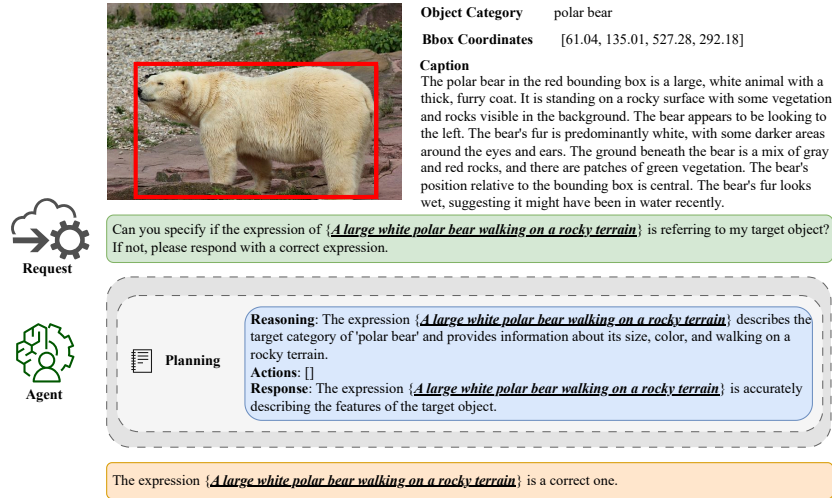 Object Category polar bear
Bbox Coordinates [61.04, 135.01, 527.28, 292.18]
Caption
The polar bear in the red bounding box is a large, white animal with a
thick, furry coat. It is standing on a rocky surface with some vegetation
and rocks visible in the background. The bear appears to be looking to
the left. The bear's fur is predominantly white, with some darker areas
around the eyes and ears. The ground beneath the bear is a mix of gray
and red rocks, and there are patches of green vegetation. The bear's
position relative to the bounding box is central. The bear's fur looks
wet, suggesting it might have been in water recently.
Request
Can you specify if the expression of {A large white polar bear walking on a rocky terrain} is referring to my target object?
If not, please respond with a correct expression.
Agent
Planning
Reasoning: The expression {A large white polar bear walking on a rocky terrain} describes the
target category of 'polar bear' and provides information about its size, color, and walking on a
rocky terrain.
Actions: []
Response: The expression {A large white polar bear walking on a rocky terrain} is accurately
describing the features of the target object.
The expression {A large white polar bear walking on a rocky terrain} is a correct one.